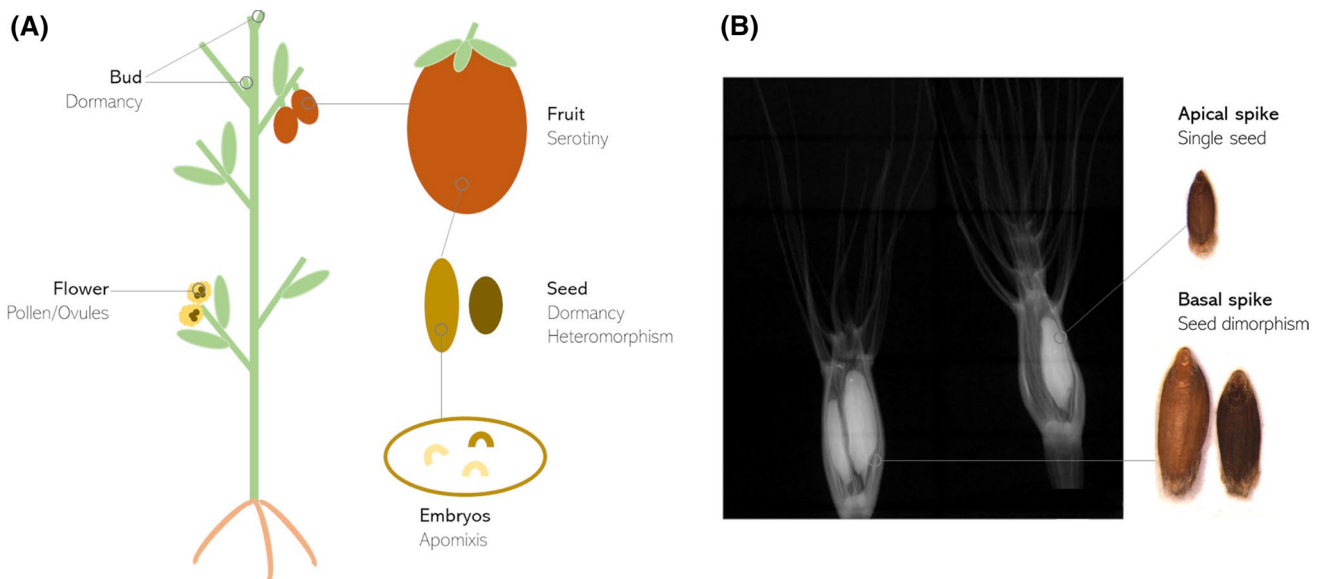 (A)
Bud
Dormancy
Flower
Pollen/Ovules
Fruit
Serotiny
Seed
Dormancy
Heteromorphism
Embryos
Apomixis
(B)
Apical spike
Single seed
Basal spike
Seed dimorphism